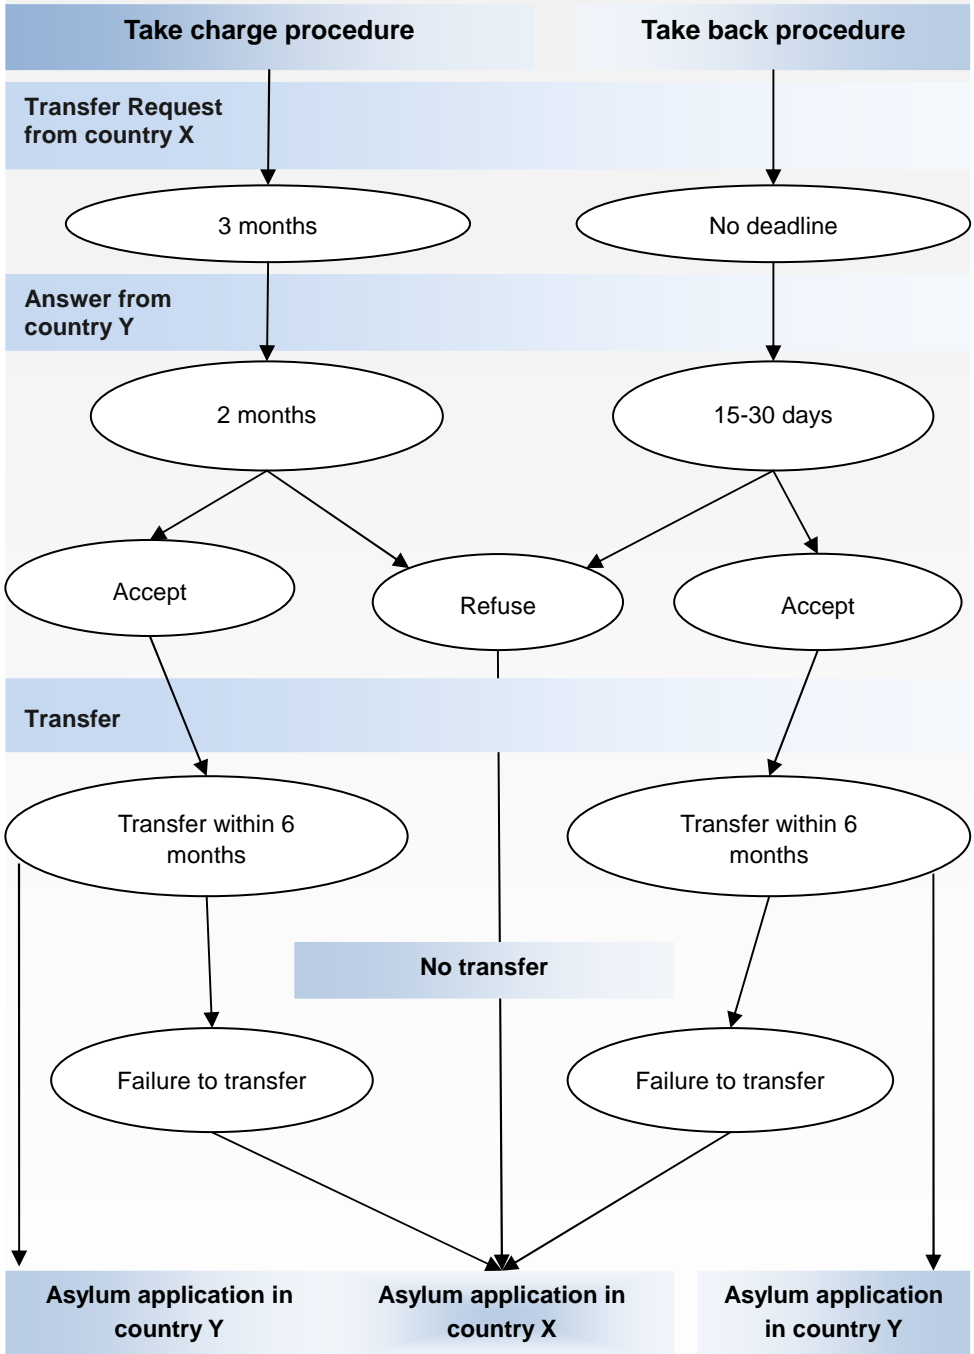 Take charge procedure
Take back procedure
Transfer Request
from country X
3 months
No deadline
Answer from
country Y
2 months
15-30 days
Accept
Refuse
Accept
Transfer
Transfer within 6
months
Transfer within 6
months
No transfer
Failure to transfer
Failure to transfer
Asylum application in
country Y
Asylum application in
country X
Asylum application
in country Y